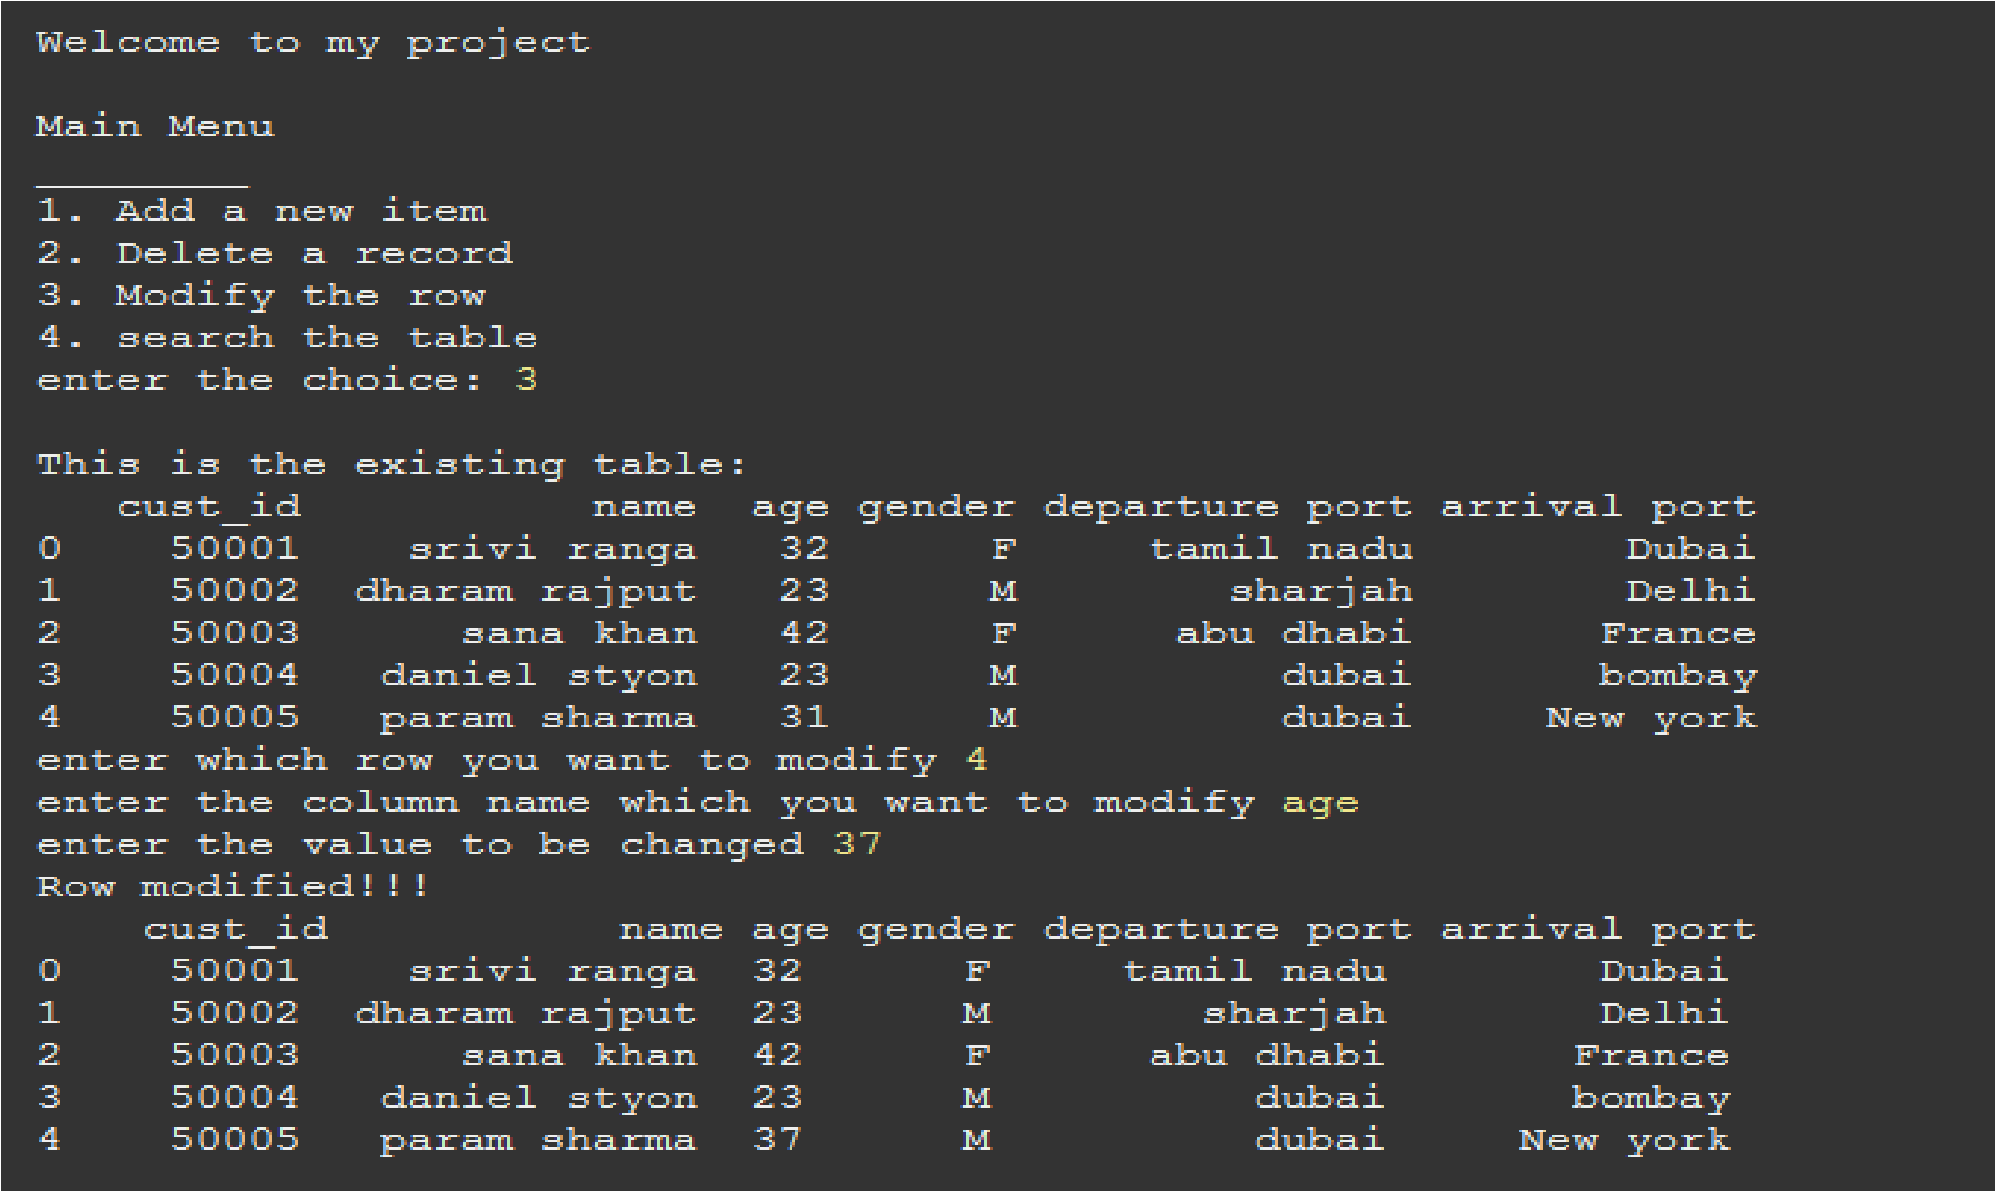 Welcome to my project
Main Menu
________
1. Add a new item
2. Delete a record
3. Modify the row
4. search the table
enter the choice: 3
This is the existing table:
   cust_id           name  age gender departure port arrival port
0    50001    srivi ranga   32      F     tamil nadu        Dubai
1    50002  dharam rajput   23      M        sharjah        Delhi
2    50003      sana khan   42      F      abu dhabi       France
3    50004   daniel styon   23      M          dubai       bombay
4    50005   param sharma   31      M          dubai     New york
enter which row you want to modify 4
enter the column name which you want to modify age
enter the value to be changed 37
Row modified!!!
    cust_id           name age gender departure port arrival port
0    50001    srivi ranga  32      F     tamil nadu        Dubai
1    50002  dharam rajput  23      M        sharjah        Delhi
2    50003      sana khan  42      F      abu dhabi       France
3    50004   daniel styon  23      M          dubai       bombay
4    50005   param sharma  37      M          dubai     New york